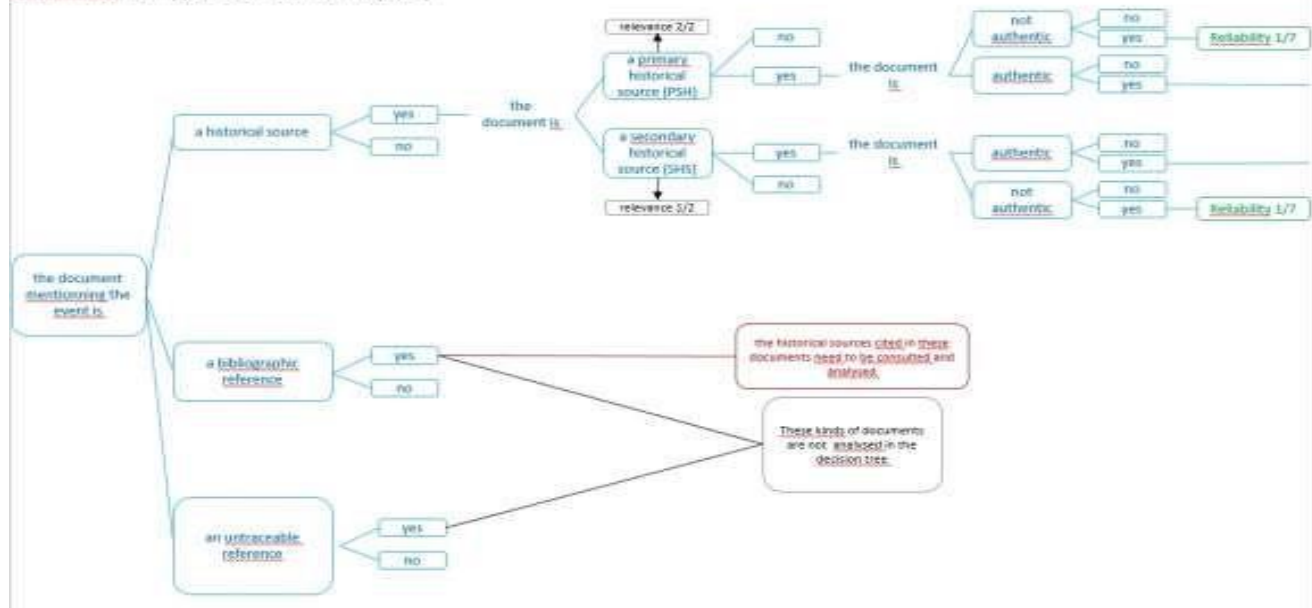 relevance 2/2
a primary
historical
source (PSH)
no
yes
the document
is
not
authentic
no
yes
Reliability 1/7
authentic
no
yes
a historical source
yes
no
the
document is
a secondary
historical
source (SHS)
relevance 1/2
yes
no
the document
is
authentic
no
yes
not
authentic
no
yes
Reliability 1/7
the document
mentionning the
event is
a bibliographic
reference
yes
no
the historical sources cited in these
documents need to be consulted and
analysed.
These kinds of documents
are not analysed in the
decision tree
an untraceable
reference
yes
no